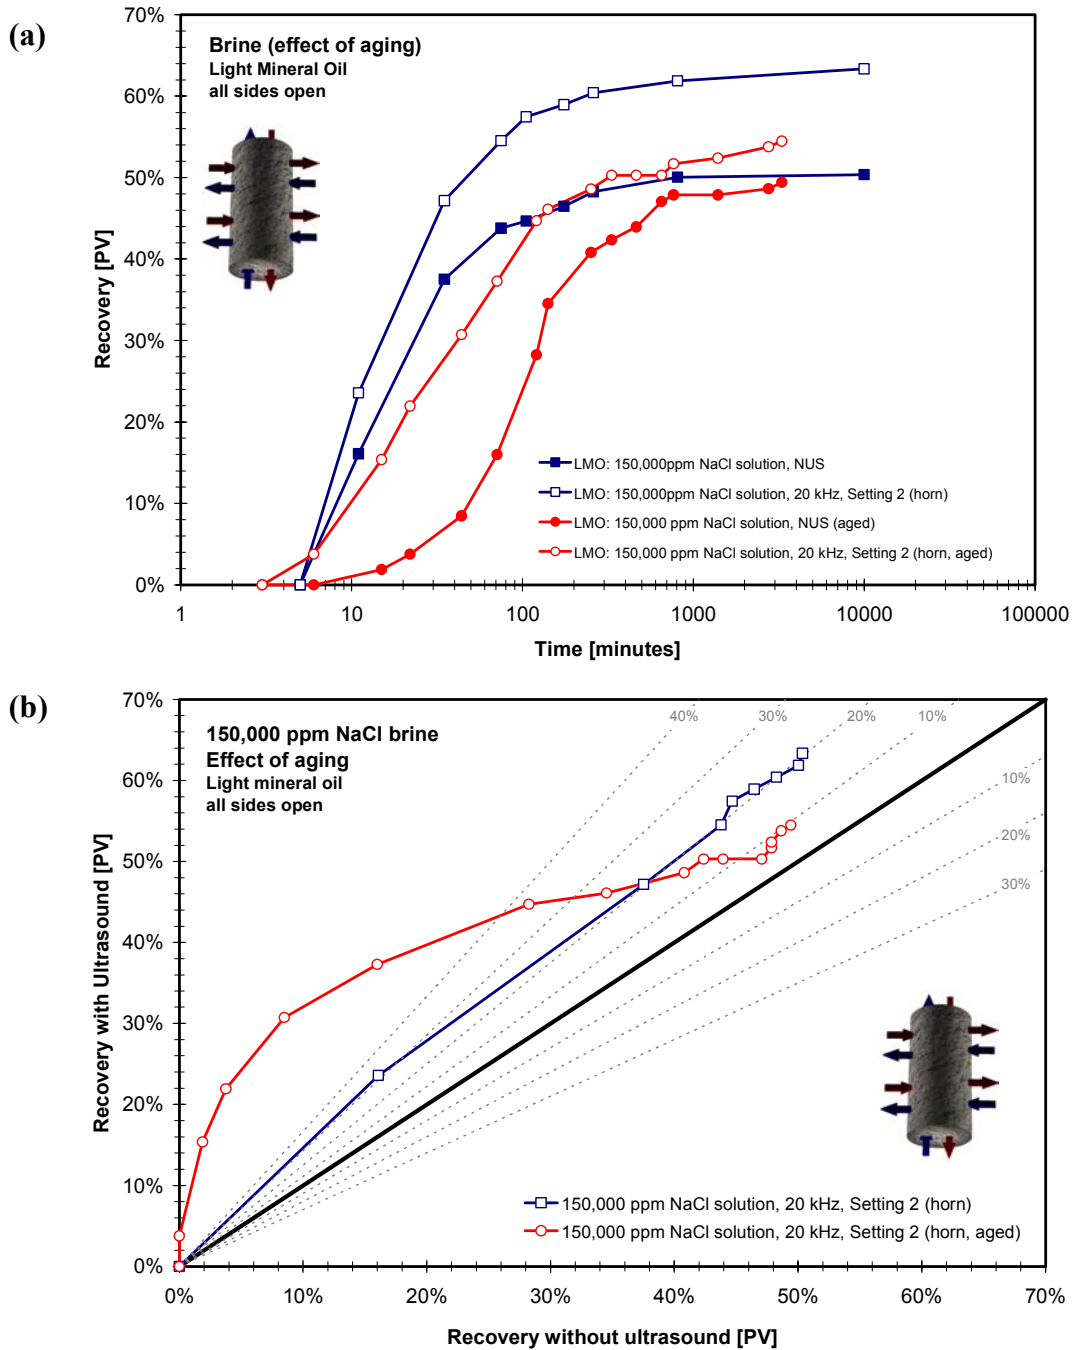 (a)
70%
60%
50%
40%
30%
20%
10%
0%
Recovery [PV]
Brine (effect of aging)
Light Mineral Oil
all sides open
LMO: 150,000ppm NaCl solution, NUS
LMO: 150,000ppm NaCl solution, 20 kHz, Setting 2 (horn)
LMO: 150,000 ppm NaCl solution, NUS (aged)
LMO: 150,000 ppm NaCl solution, 20 kHz, Setting 2 (horn, aged)
1 10 100 1000 10000 100000
Time [minutes]
(b)
70%
60%
50%
40%
30%
20%
10%
0%
Recovery with Ultrasound [PV]
150,000 ppm NaCl brine
Effect of aging
Light mineral oil
all sides open
40% 30% 20% 10%
10%
20%
30%
150,000 ppm NaCl solution, 20 kHz, Setting 2 (horn)
150,000 ppm NaCl solution, 20 kHz, Setting 2 (horn, aged)
0% 10% 20% 30% 40% 50% 60% 70%
Recovery without ultrasound [PV]